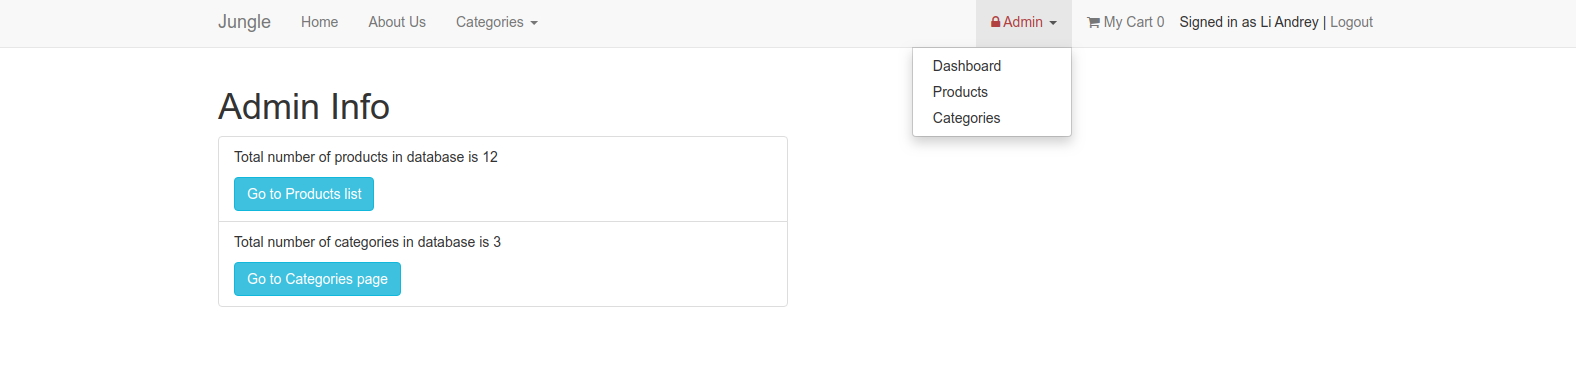 Jungle Home About Us Categories Admin My Cart 0 Signed in as Li Andrey | Logout
Dashboard
Products
Categories
Admin Info
Total number of products in database is 12
Go to Products list
Total number of categories in database is 3
Go to Categories page